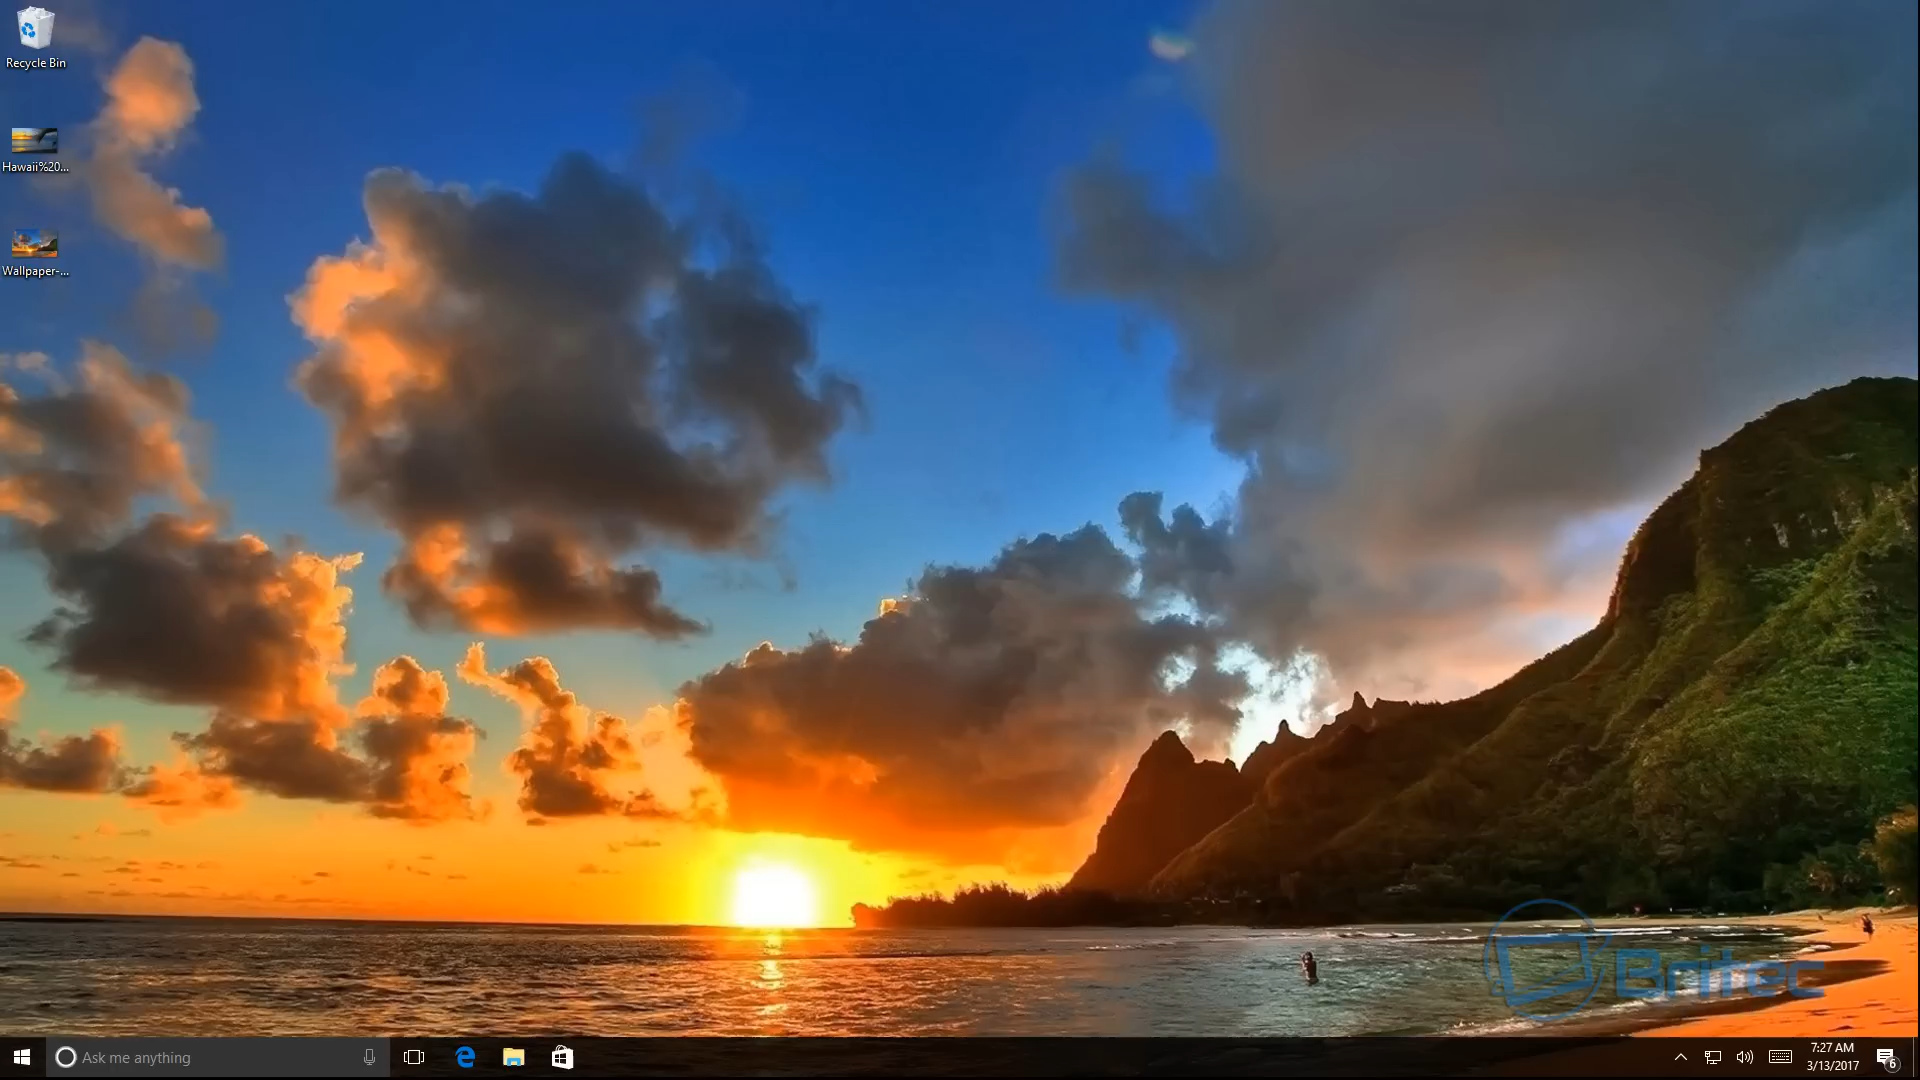 Recycle Bin
Hawaii%20...
Wallpaper-...
Britec
Ask me anything
7:27 AM
3/13/2017
6